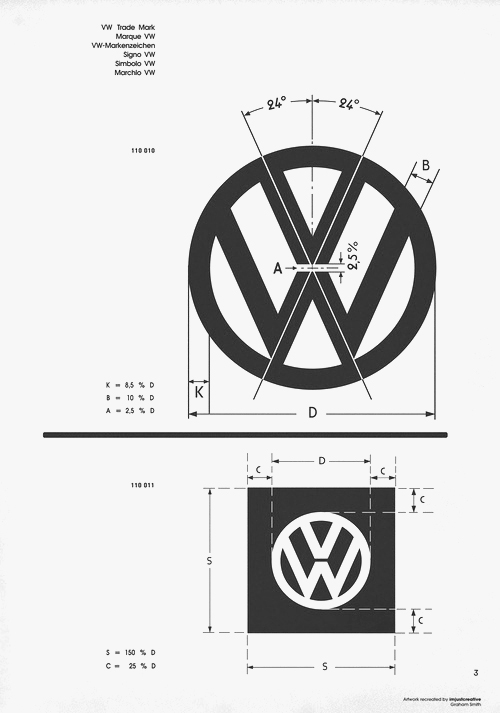 VW Trade Mark
Marque VW
VW-Markenzeichen
Signo VW
Simbolo VW
Marchio VW
24° 24°
110 010
B
2,5%
A
K
K = 8,5 % D
B = 10 % D
A = 2,5 % D
D
D
C C
110 011
C
S
C
S = 150 % D
C = 25 % D
S
3
Artwork recreated by imjustcreative
Graham Smith